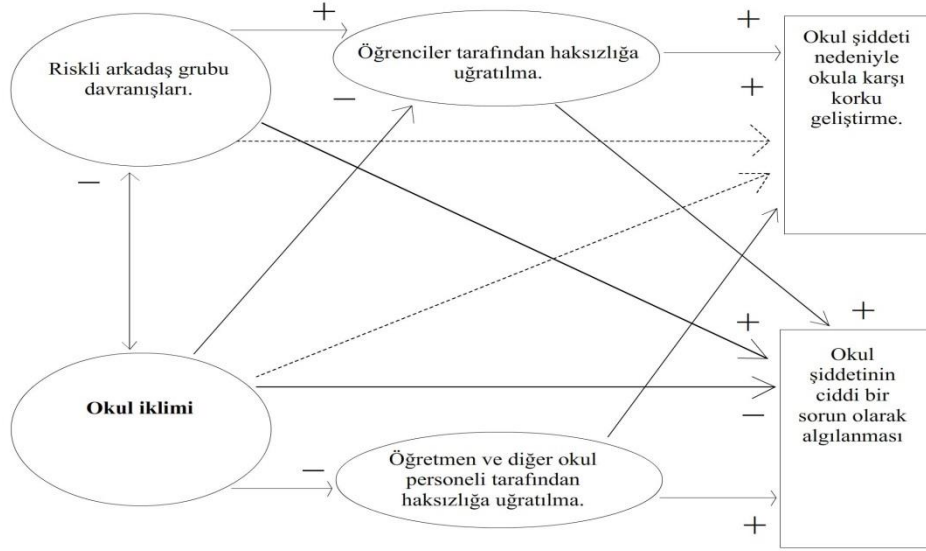 Riskli arkadaş grubu
davranışları.
+
Öğrenciler tarafından haksızlığa
uğratılma.
−
+
+
Okul şiddeti
nedeniyle
okula karşı
korku
geliştirme.
−
Okul iklimi
−
Öğretmen ve diğer okul
personeli tarafından
haksızlığa uğratılma.
+
+
−
+
Okul
şiddetinin
ciddi bir
sorun olarak
algılanması